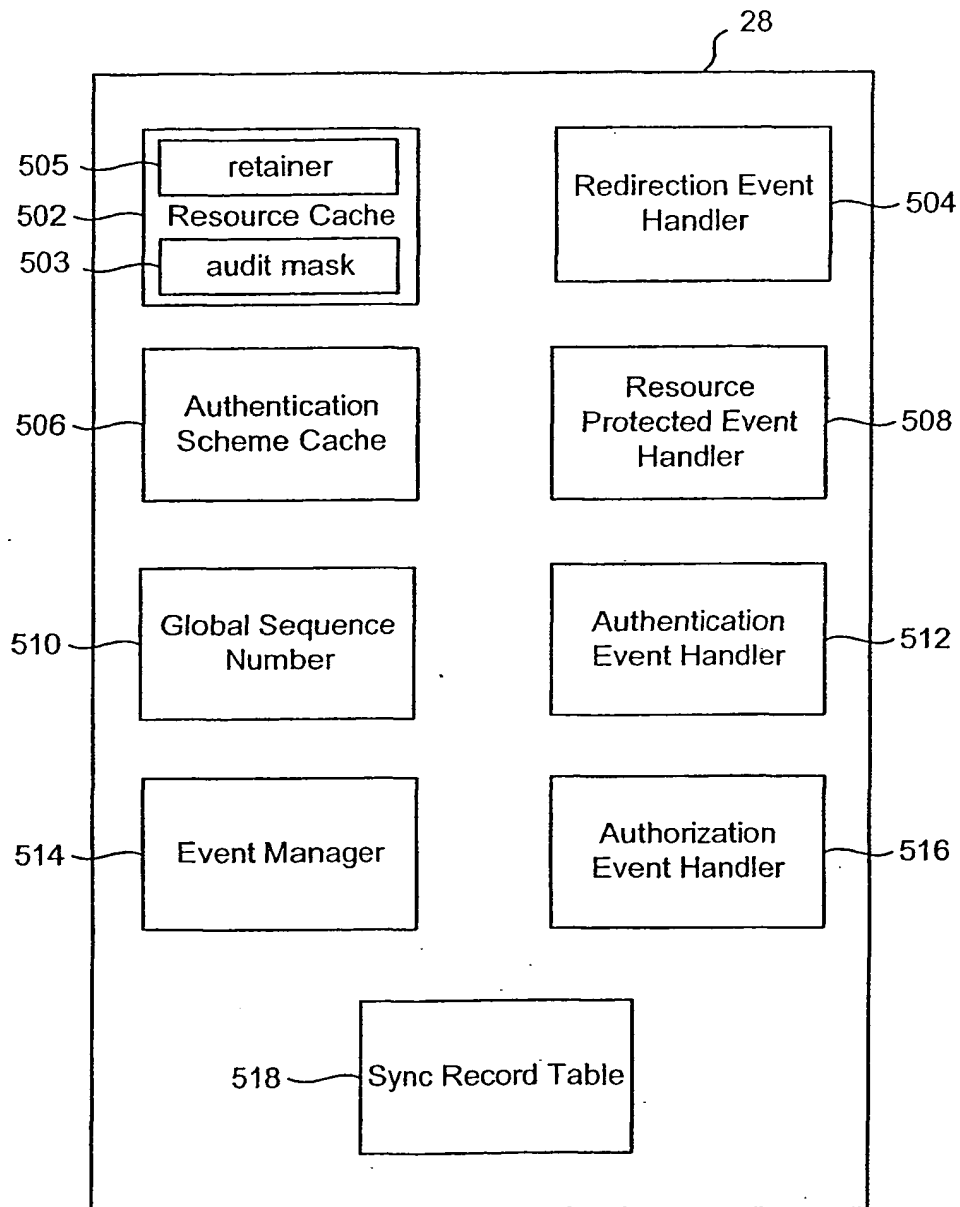 28
505
retainer
502
Resource Cache
503
audit mask
Redirection Event
Handler
504
506
Authentication
Scheme Cache
Resource
Protected Event
Handler
508
510
Global Sequence
Number
Authentication
Event Handler
512
514
Event Manager
Authorization
Event Handler
516
518
Sync Record Table